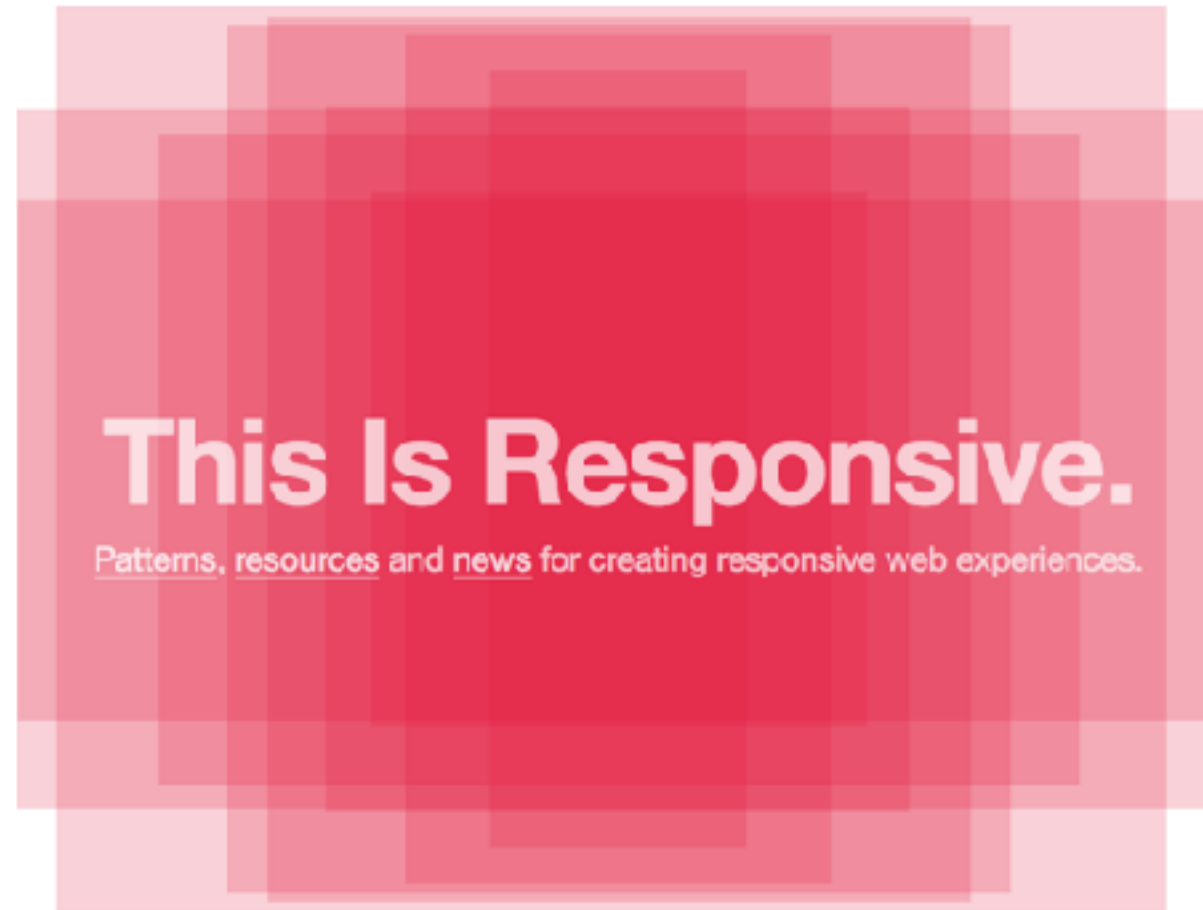 This Is Responsive.
Patterns, resources and news for creating responsive web experiences.